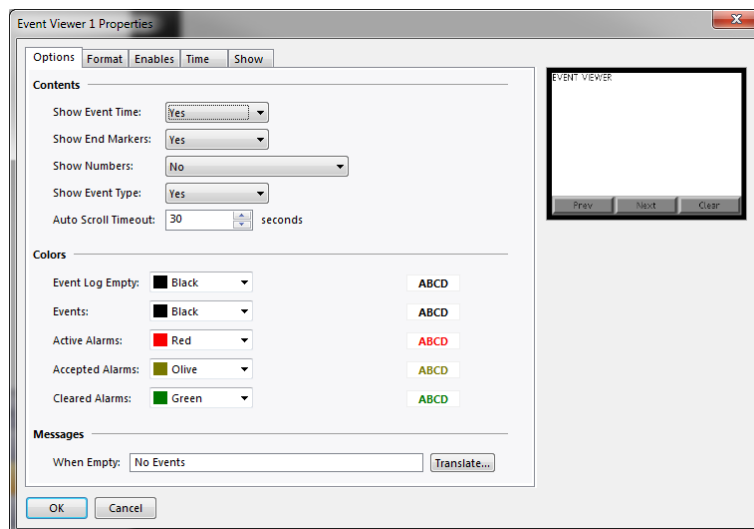 Event Viewer 1 Properties
Options Format Enables Time Show
Contents
Show Event Time: Yes
Show End Markers: Yes
Show Numbers: No
Show Event Type: Yes
Auto Scroll Timeout: 30 seconds
Colors
Event Log Empty: Black ABCD
Events: Black ABCD
Active Alarms: Red ABCD
Accepted Alarms: Olive ABCD
Cleared Alarms: Green ABCD
Messages
When Empty: No Events Translate...
OK Cancel
EVENT VIEWER
Prev Next Clear